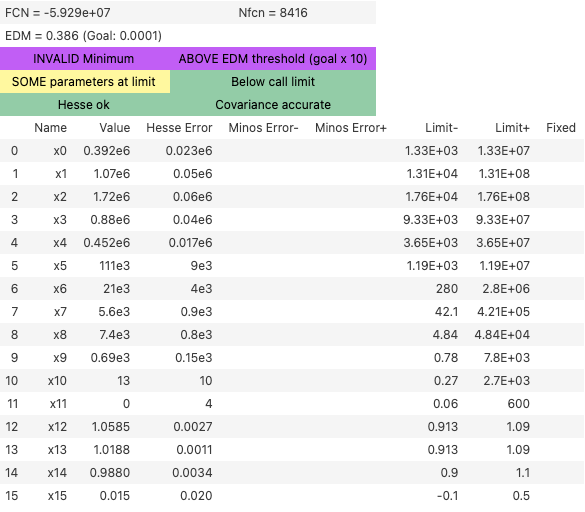 FCN = -5.929e+07 Nfcn = 8416
EDM = 0.386 (Goal: 0.0001)
INVALID Minimum ABOVE EDM threshold (goal x 10)
SOME parameters at limit Below call limit
Hesse ok Covariance accurate
Name Value Hesse Error Minos Error- Minos Error+ Limit- Limit+ Fixed
0 x0 0.392e6 0.023e6 1.33E+03 1.33E+07
1 x1 1.07e6 0.05e6 1.31E+04 1.31E+08
2 x2 1.72e6 0.06e6 1.76E+04 1.76E+08
3 x3 0.88e6 0.04e6 9.33E+03 9.33E+07
4 x4 0.452e6 0.017e6 3.65E+03 3.65E+07
5 x5 111e3 9e3 1.19E+03 1.19E+07
6 x6 21e3 4e3 280 2.8E+06
7 x7 5.6e3 0.9e3 42.1 4.21E+05
8 x8 7.4e3 0.8e3 4.84 4.84E+04
9 x9 0.69e3 0.15e3 0.78 7.8E+03
10 x10 13 10 0.27 2.7E+03
11 x11 0 4 0.06 600
12 x12 1.0585 0.0027 0.913 1.09
13 x13 1.0188 0.0011 0.913 1.09
14 x14 0.9880 0.0034 0.9 1.1
15 x15 0.015 0.020 -0.1 0.5